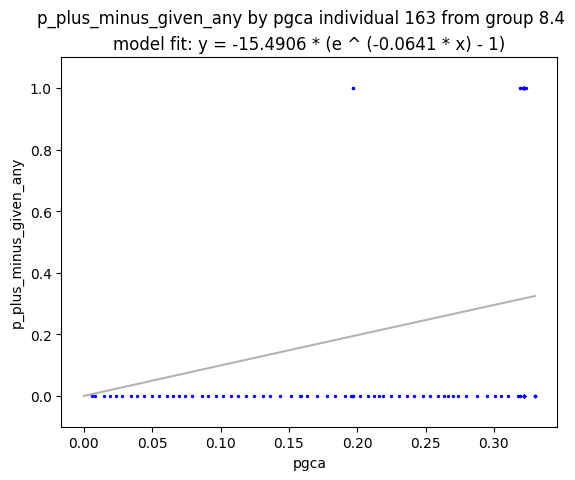 p_plus_minus_given_any by pgca individual 163 from group 8.4
model fit: y = -15.4906 * (e ^ (-0.0641 * x) - 1)
1.0
0.8
0.6
0.4
0.2
0.0
p_plus_minus_given_any
0.00 0.05 0.10 0.15 0.20 0.25 0.30
pgca